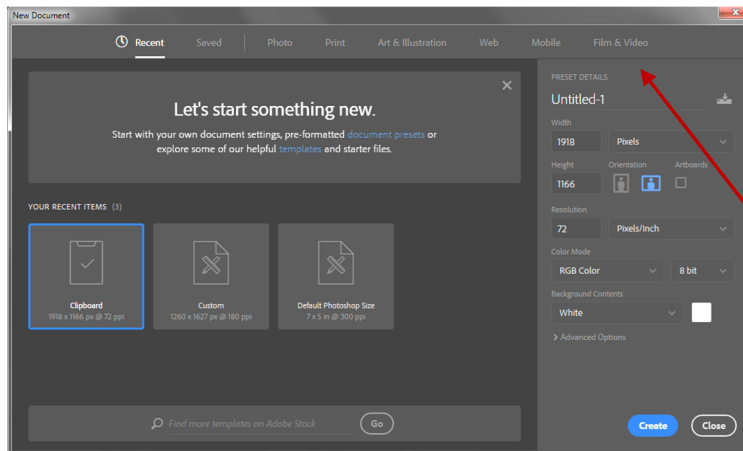 New Document
Recent Saved Photo Print Art & Illustration Web Mobile Film & Video
Let's start something new.
Start with your own document settings, pre-formatted document presets or
explore some of our helpful templates and starter files.
YOUR RECENT ITEMS (3)
Clipboard
1918 x 1166 px @ 72 ppi
Custom
1260 x 1627 px @ 180 ppi
Default Photoshop Size
7 x 5 in @ 300 ppi
Find more templates on Adobe Stock Go
PRESET DETAILS
Untitled-1
Width
1918 Pixels
Height Orientation Artboards
1166
Resolution
72 Pixels/Inch
Color Mode
RGB Color 8 bit
Background Contents
White
Advanced Options
Create Close